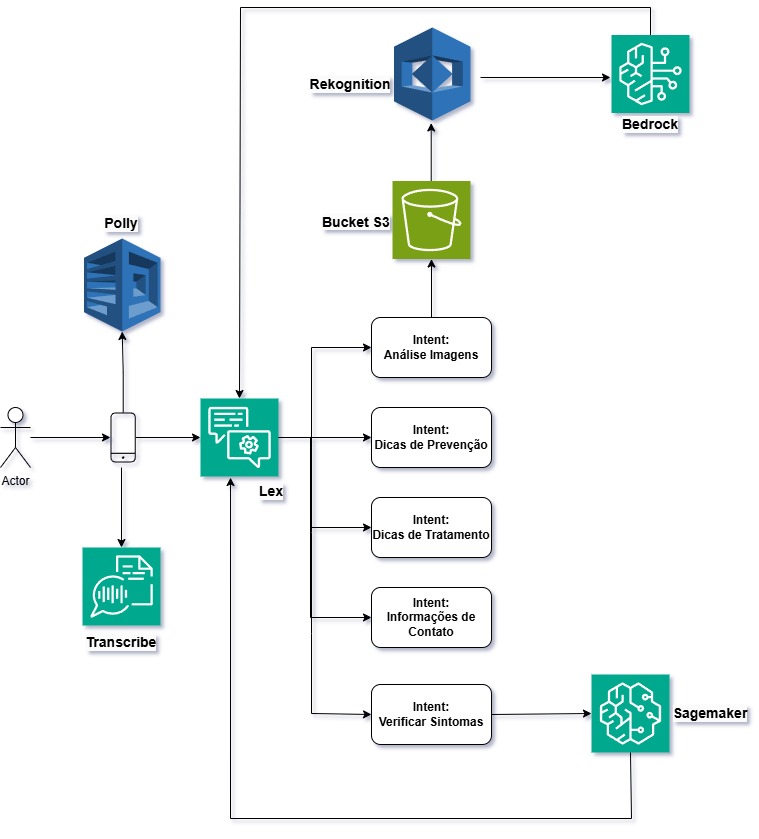 Rekognition
Bedrock
Bucket S3
Polly
Intent:
Análise Imagens
Intent:
Dicas de Prevenção
Actor
Lex
Intent:
Dicas de Tratamento
Intent:
Informações de
Contato
Transcribe
Intent:
Verificar Sintomas
Sagemaker